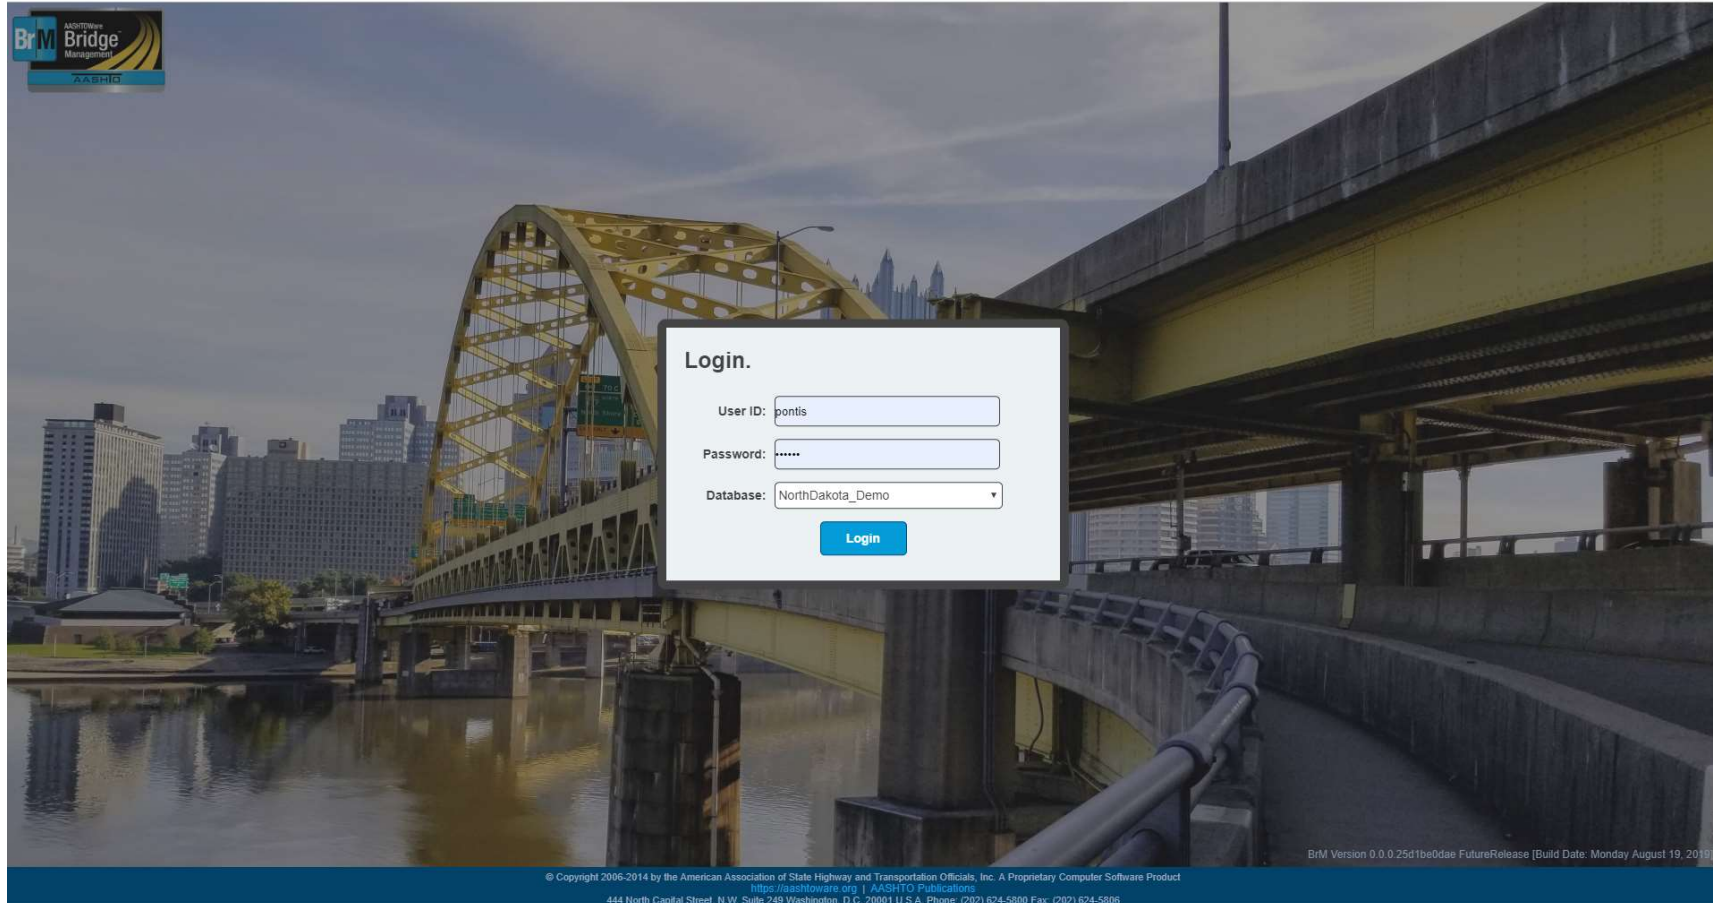 BrM
AASHTOWare
Bridge
Management
AASHTO
Login.
User ID: pontis
Password: ••••••
Database: NorthDakota_Demo
Login
BrM Version 0.0.0.25d1be0dae FutureRelease [Build Date: Monday August 19, 2019]
© Copyright 2006-2014 by the American Association of State Highway and Transportation Officials, Inc. A Proprietary Computer Software Product
https://aashtoware.org | AASHTO Publications
444 North Capital Street, N.W. Suite 249 Washington, D.C. 20001 U.S.A. Phone: (202) 624-5800 Fax: (202) 624-5806